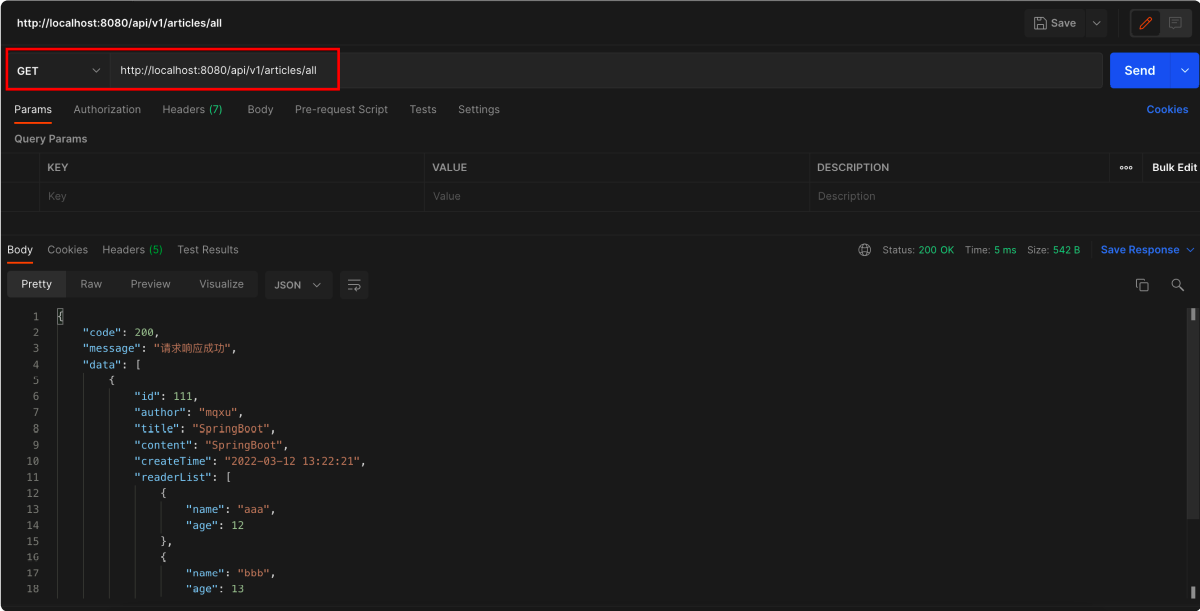 http://localhost:8080/api/v1/articles/all Save
GET http://localhost:8080/api/v1/articles/all Send
Params Authorization Headers (7) Body Pre-request Script Tests Settings Cookies
Query Params
KEY VALUE DESCRIPTION ooo Bulk Edit
Key Value Description
Body Cookies Headers (5) Test Results Status: 200 OK Time: 5 ms Size: 542 B Save Response
Pretty Raw Preview Visualize JSON
1 {
2 "code": 200,
3 "message": "请求响应成功",
4 "data": [
5 {
6 "id": 111,
7 "author": "mqxu",
8 "title": "SpringBoot",
9 "content": "SpringBoot",
10 "createTime": "2022-03-12 13:22:21",
11 "readerList": [
12 {
13 "name": "aaa",
14 "age": 12
15 },
16 {
17 "name": "bbb",
18 "age": 13